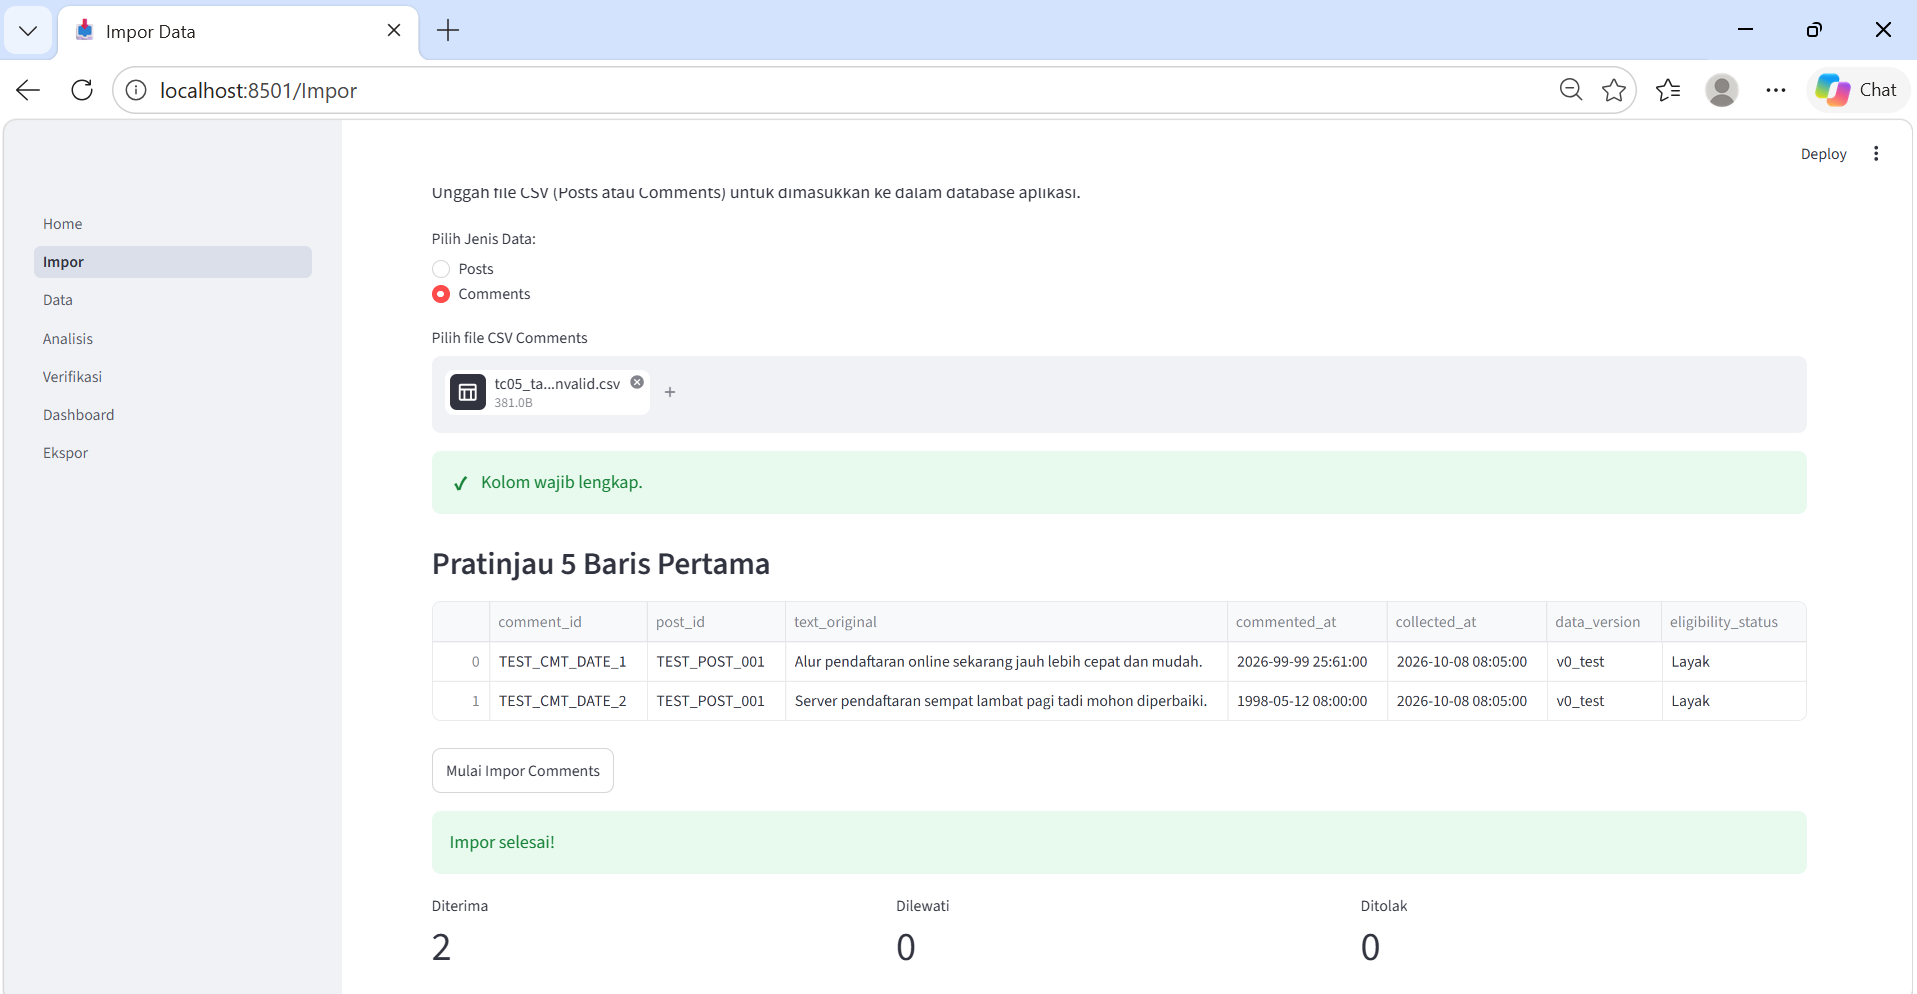 Impor Data
localhost:8501/Impor
Chat
Deploy
Home
Impor
Data
Analisis
Verifikasi
Dashboard
Ekspor
Unggah file CSV (Posts atau Comments) untuk dimasukkan ke dalam database aplikasi.
Pilih Jenis Data:
Posts
Comments
Pilih file CSV Comments
tc05_ta...nvalid.csv
381.0B
Kolom wajib lengkap.
Pratinjau 5 Baris Pertama
comment_id post_id text_original commented_at collected_at data_version eligibility_status
0 TEST_CMT_DATE_1 TEST_POST_001 Alur pendaftaran online sekarang jauh lebih cepat dan mudah. 2026-99-99 25:61:00 2026-10-08 08:05:00 v0_test Layak
1 TEST_CMT_DATE_2 TEST_POST_001 Server pendaftaran sempat lambat pagi tadi mohon diperbaiki. 1998-05-12 08:00:00 2026-10-08 08:05:00 v0_test Layak
Mulai Impor Comments
Impor selesai!
Diterima Dilewati Ditolak
2 0 0